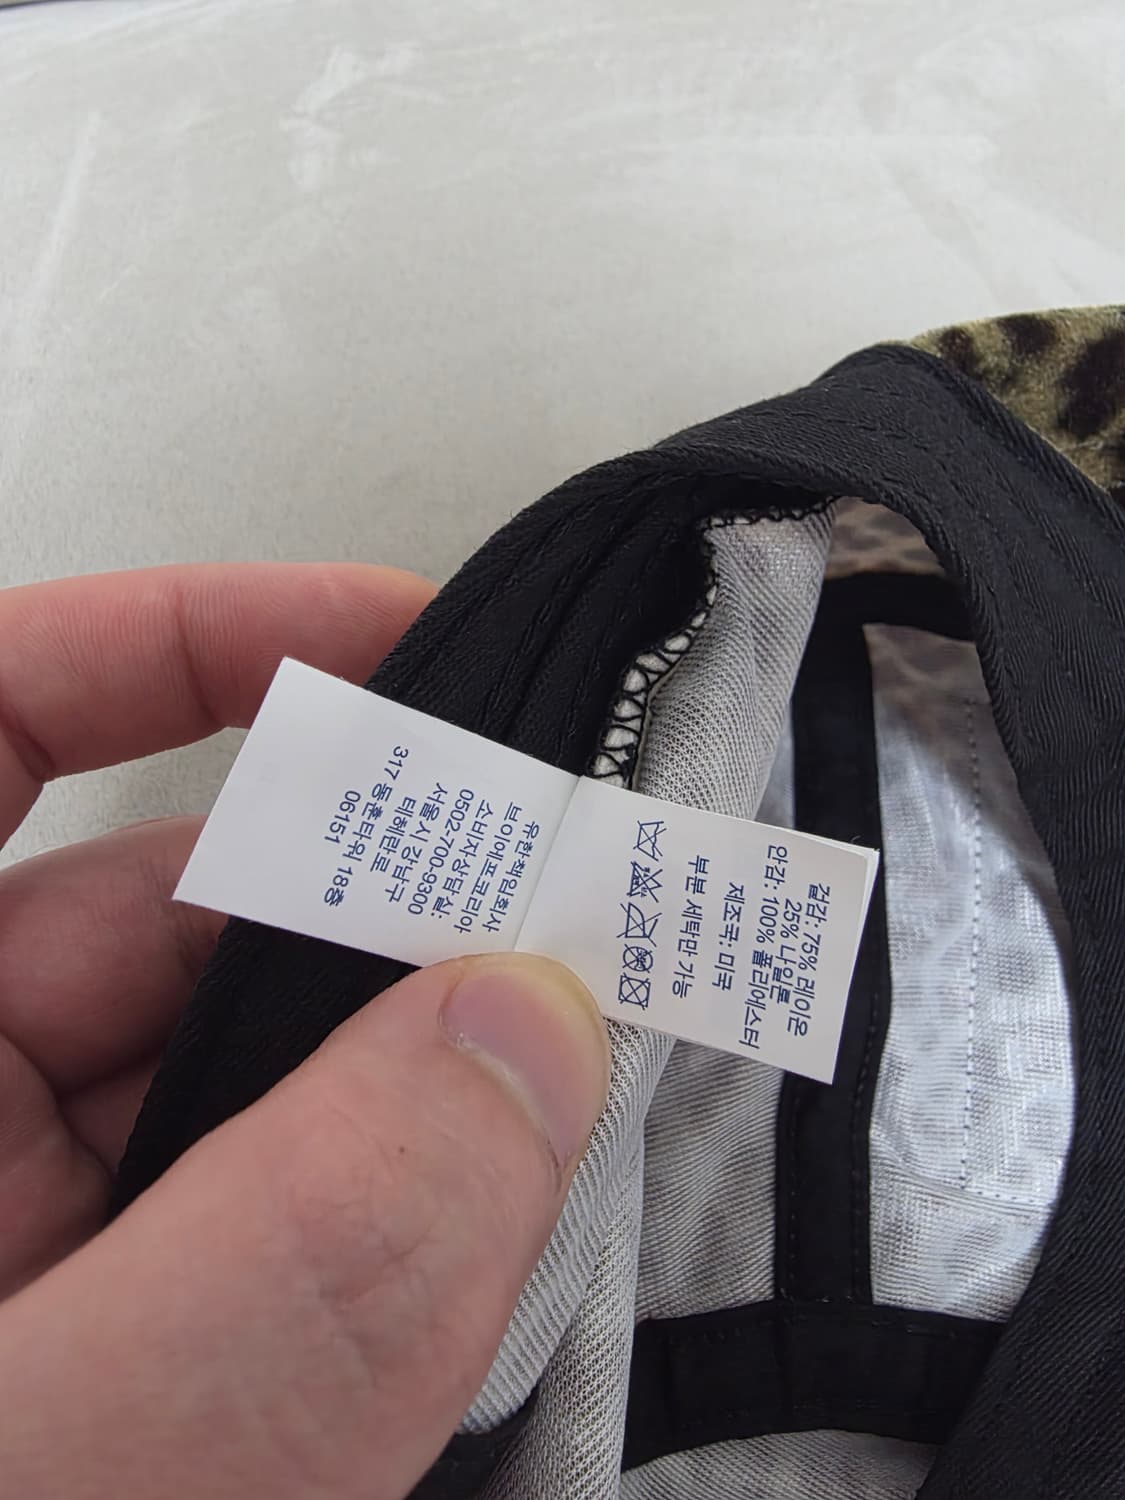 겉감: 75% 레이온
25% 나일론
안감: 100% 폴리에스터
제조국: 미국
부분 세탁만 가능
유한책임회사
브이에프코리아
소비자상담실:
0502-700-9300
서울시 강남구
테헤란로
317 동훈타워 18층
06151